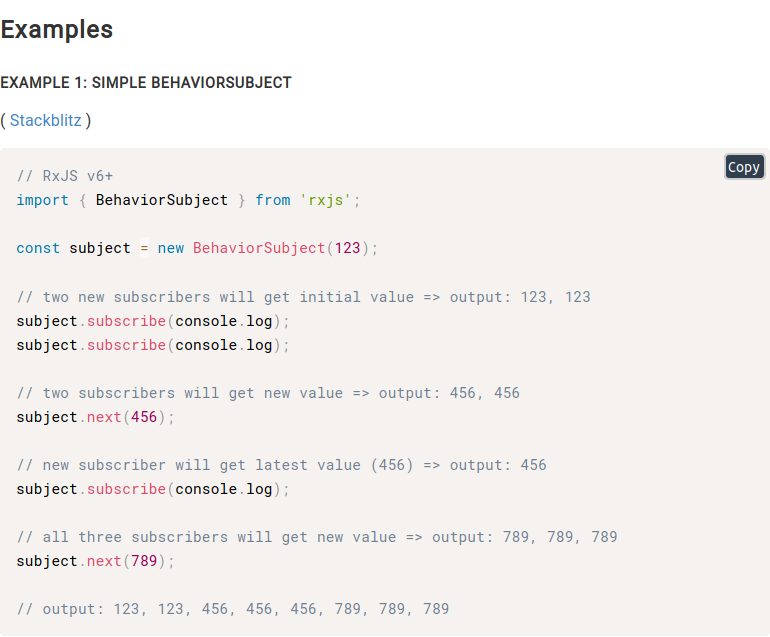 Examples
EXAMPLE 1: SIMPLE BEHAVIORSUBJECT
( Stackblitz )
Copy
// RxJS v6+
import { BehaviorSubject } from 'rxjs';
const subject = new BehaviorSubject(123);
// two new subscribers will get initial value => output: 123, 123
subject.subscribe(console.log);
subject.subscribe(console.log);
// two subscribers will get new value => output: 456, 456
subject.next(456);
// new subscriber will get latest value (456) => output: 456
subject.subscribe(console.log);
// all three subscribers will get new value => output: 789, 789, 789
subject.next(789);
// output: 123, 123, 456, 456, 456, 789, 789, 789